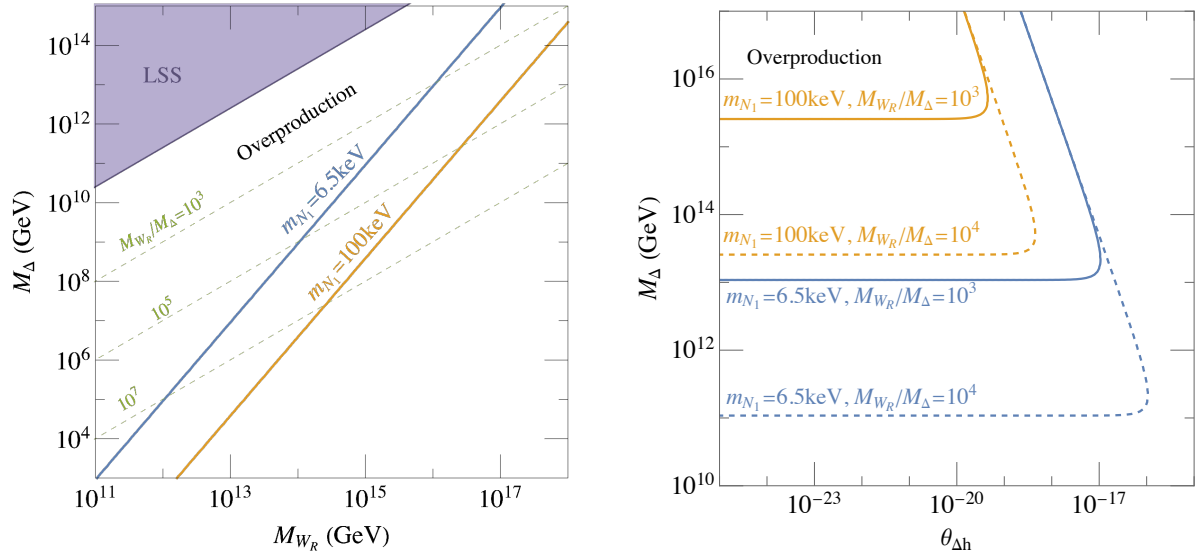 10^14
10^12
10^10
10^8
10^6
10^4
M_Δ (GeV)
LSS
Overproduction
M_{W_R}/M_Δ=10^3
10^5
10^7
m_{N_1}=6.5keV
m_{N_1}=100keV
10^11
10^13
10^15
10^17
M_{W_R} (GeV)
10^16
10^14
10^12
10^10
M_Δ (GeV)
Overproduction
m_{N_1}=100keV, M_{W_R}/M_Δ=10^3
m_{N_1}=100keV, M_{W_R}/M_Δ=10^4
m_{N_1}=6.5keV, M_{W_R}/M_Δ=10^3
m_{N_1}=6.5keV, M_{W_R}/M_Δ=10^4
10^-23
10^-20
10^-17
θ_{Δh}